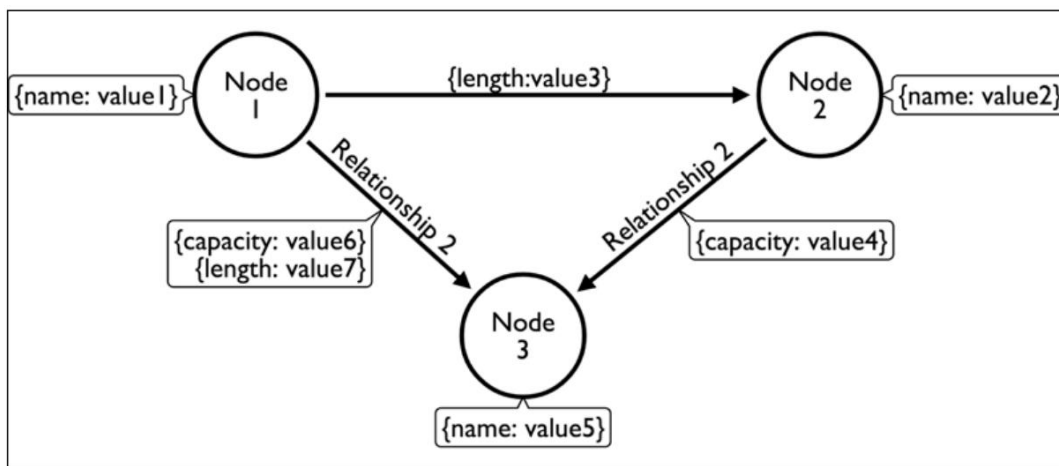 Node
1
{length:value3}
Node
2
{name: value1}
{name: value2}
Relationship 2
Relationship 2
{capacity: value6}
{length: value7}
{capacity: value4}
Node
3
{name: value5}